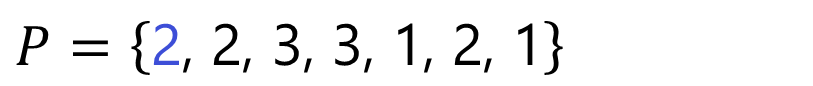 P = {2, 2, 3, 3, 1, 2, 1}